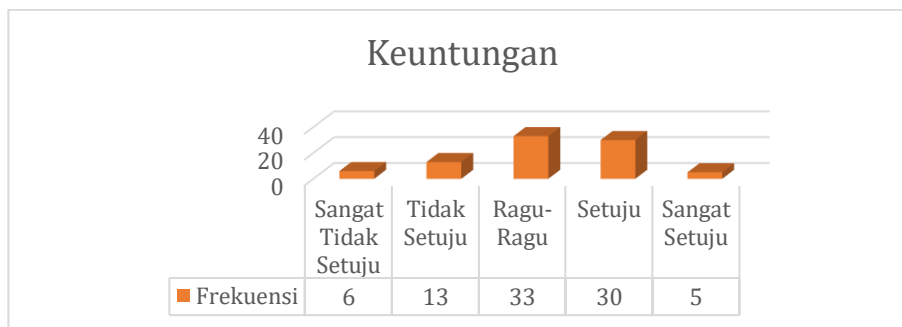 Keuntungan
40
20
0
Sangat Tidak Setuju
Tidak Setuju
Ragu-Ragu
Setuju
Sangat Setuju
Frekuensi 6 13 33 30 5